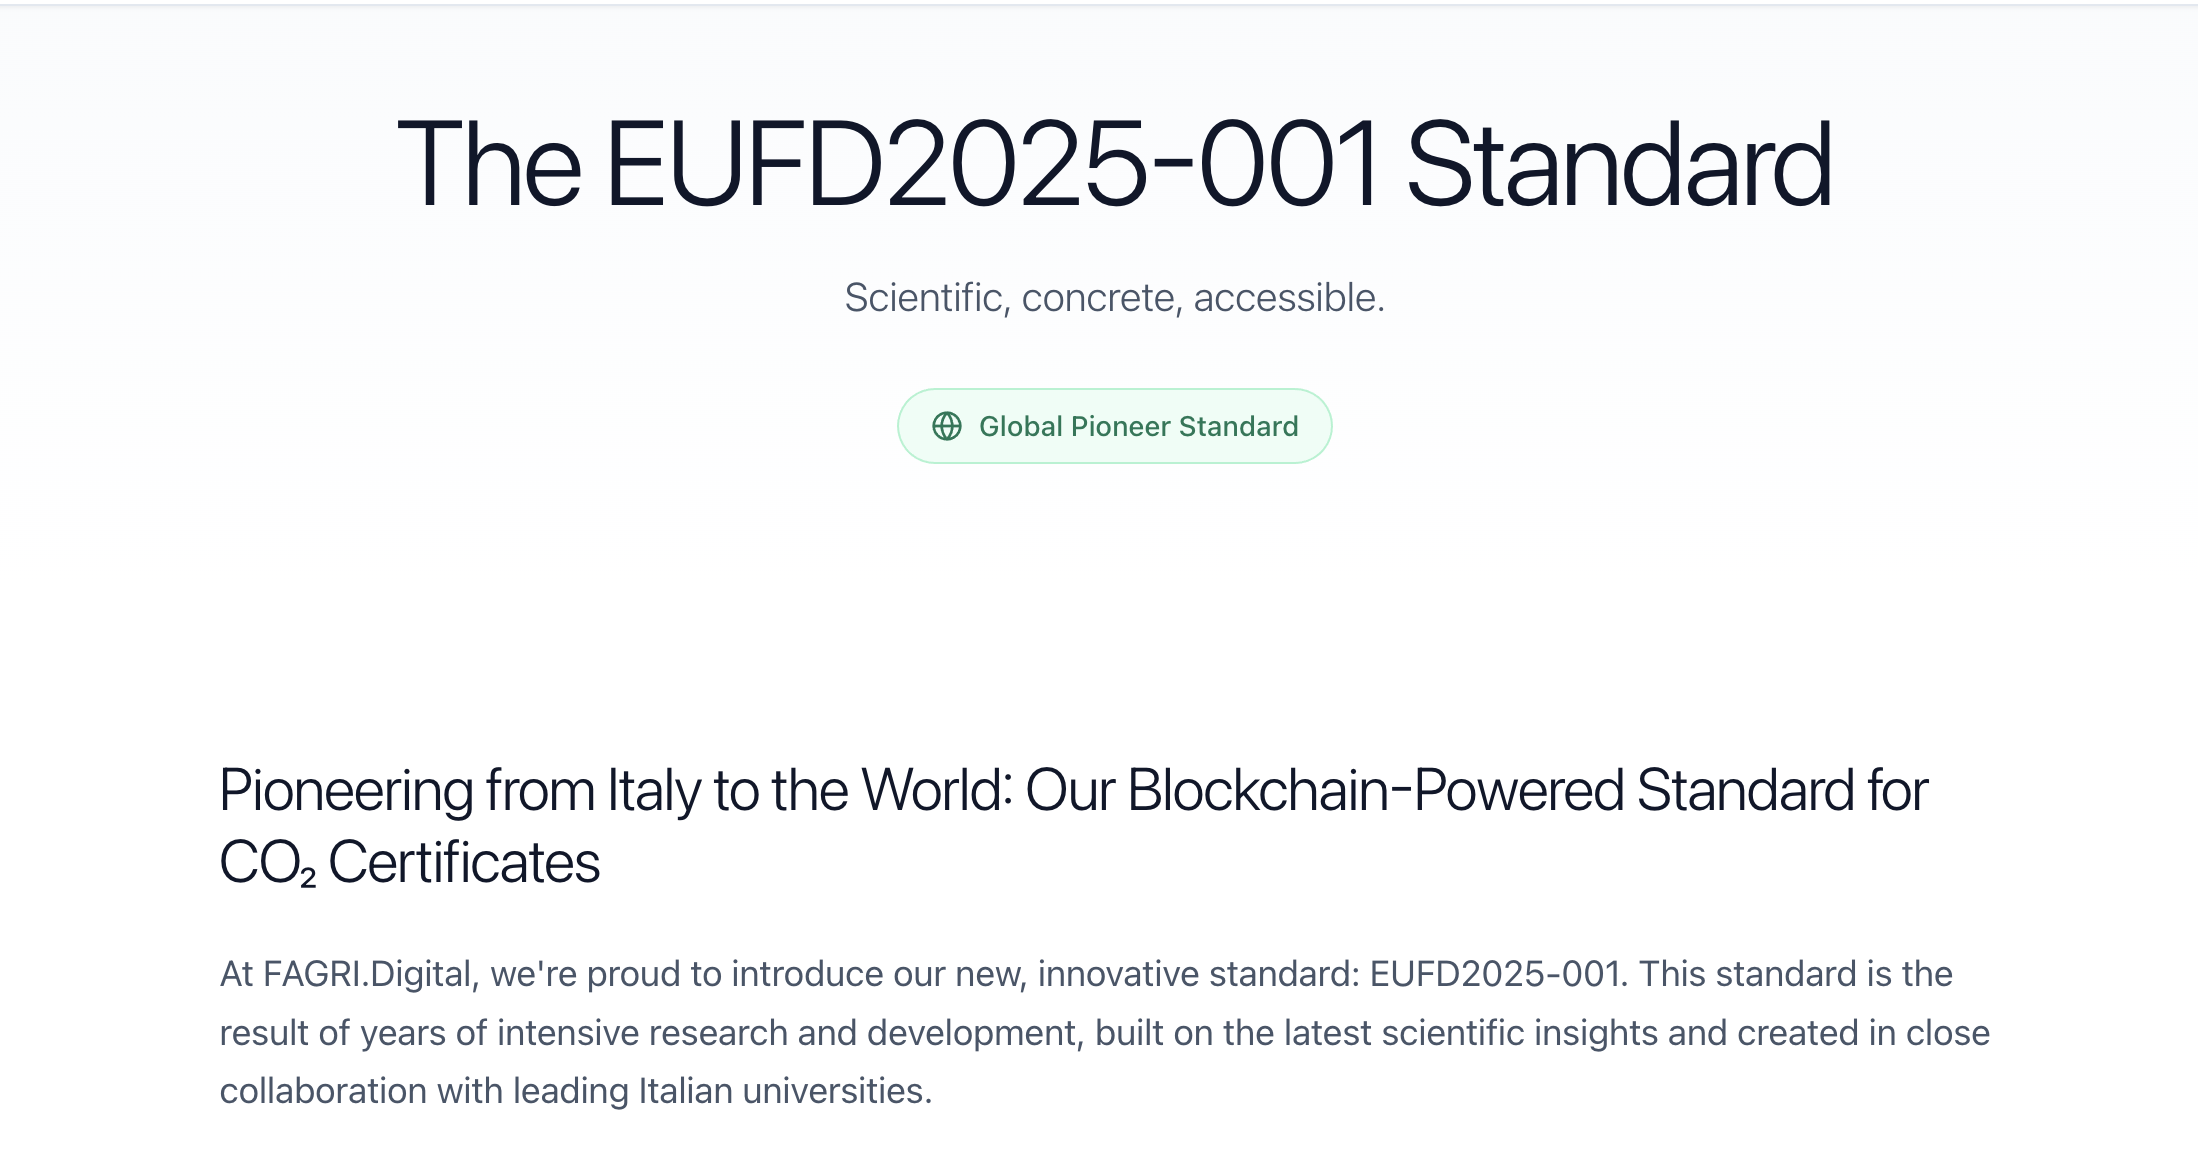 The EUFD2025-001 Standard
Scientific, concrete, accessible.
Global Pioneer Standard
Pioneering from Italy to the World: Our Blockchain-Powered Standard for
CO₂ Certificates
At FAGRI.Digital, we're proud to introduce our new, innovative standard: EUFD2025-001. This standard is the
result of years of intensive research and development, built on the latest scientific insights and created in close
collaboration with leading Italian universities.